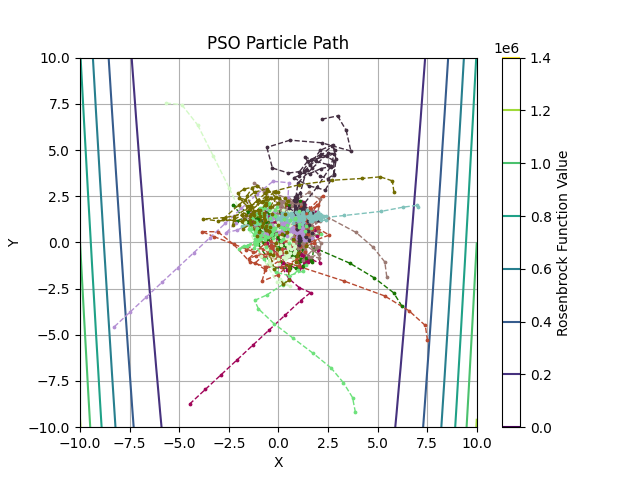 PSO Particle Path
1e6
10.0
7.5
5.0
2.5
0.0
−2.5
−5.0
−7.5
−10.0
Y
−10.0 −7.5 −5.0 −2.5 0.0 2.5 5.0 7.5 10.0
X
1.4
1.2
1.0
0.8
0.6
0.4
0.2
0.0
Rosenbrock Function Value